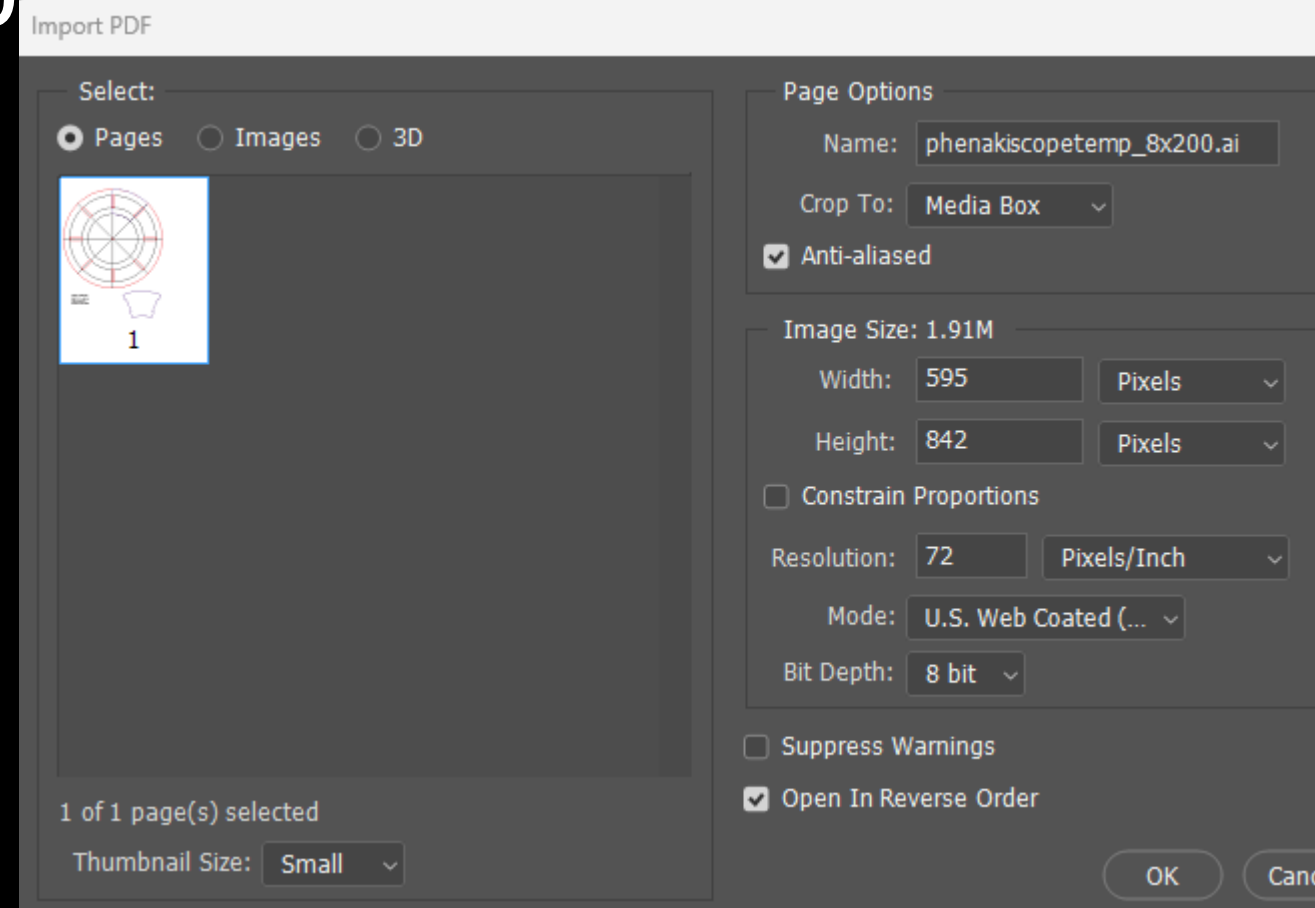 Import PDF
Select:
Pages Images 3D
1
1 of 1 page(s) selected
Thumbnail Size: Small
Page Options
Name: phenakiscopetemp_8x200.ai
Crop To: Media Box
Anti-aliased
Image Size: 1.91M
Width: 595 Pixels
Height: 842 Pixels
Constrain Proportions
Resolution: 72 Pixels/Inch
Mode: U.S. Web Coated (...
Bit Depth: 8 bit
Suppress Warnings
Open In Reverse Order
OK Canc